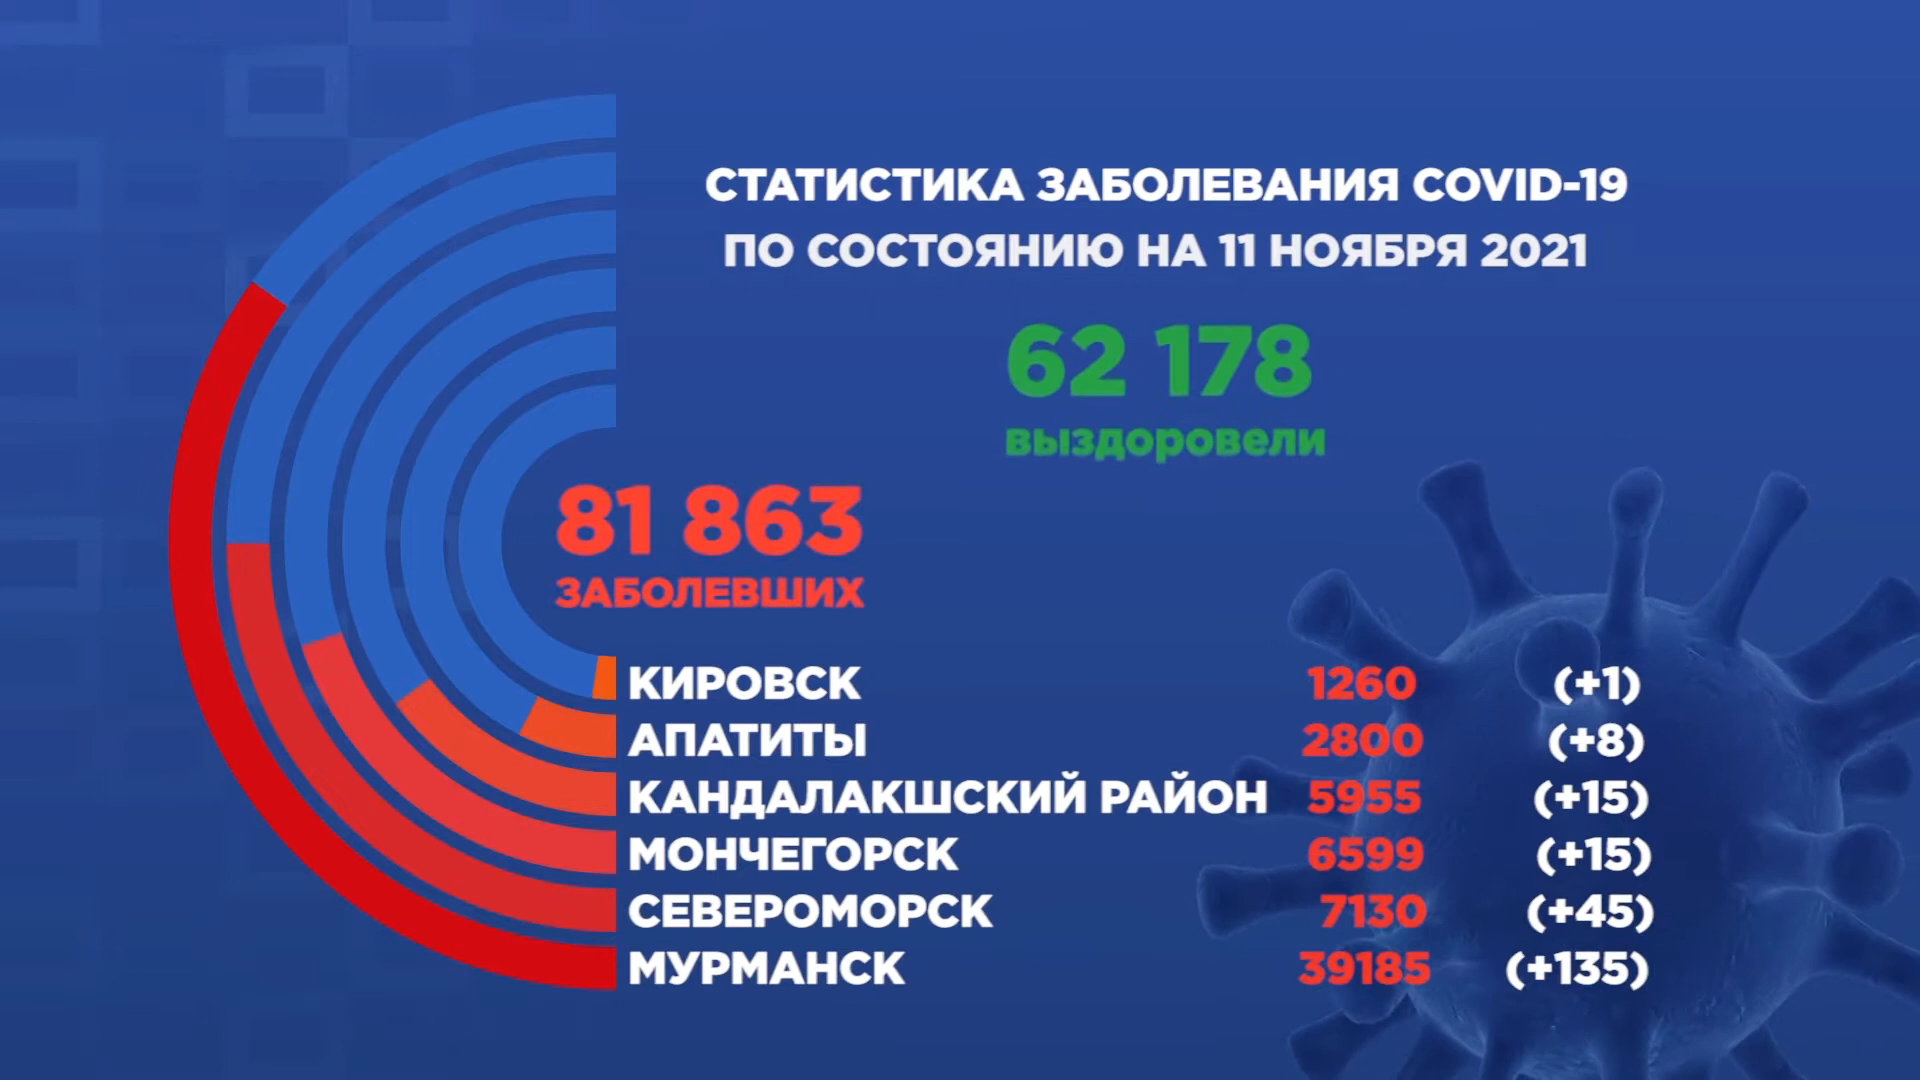 СТАТИСТИКА ЗАБОЛЕВАНИЯ COVID-19
ПО СОСТОЯНИЮ НА 11 НОЯБРЯ 2021
62 178
выздоровели
81 863
ЗАБОЛЕВШИХ
КИРОВСК 1260 (+1)
АПАТИТЫ 2800 (+8)
КАНДАЛАКШСКИЙ РАЙОН 5955 (+15)
МОНЧЕГОРСК 6599 (+15)
СЕВЕРОМОРСК 7130 (+45)
МУРМАНСК 39185 (+135)